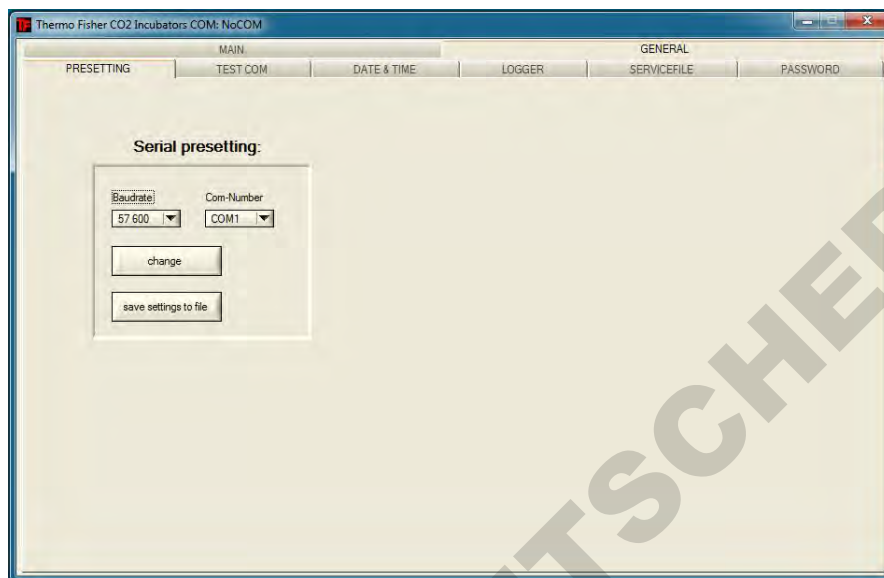 Thermo Fisher CO2 Incubators COM: NoCOM
MAIN GENERAL
PRESETTING TEST COM DATE & TIME LOGGER SERVICEFILE PASSWORD
Serial presetting:
Baudrate Com-Number
57 600 COM1
change
save settings to file